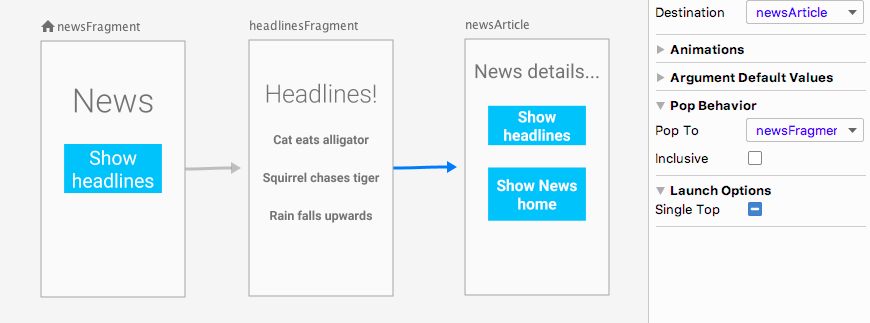 newsFragment
News
Show
headlines
headlinesFragment
Headlines!
Cat eats alligator
Squirrel chases tiger
Rain falls upwards
newsArticle
News details...
Show
headlines
Show News
home
Destination newsArticle
Animations
Argument Default Values
Pop Behavior
Pop To newsFragmer
Inclusive
Launch Options
Single Top